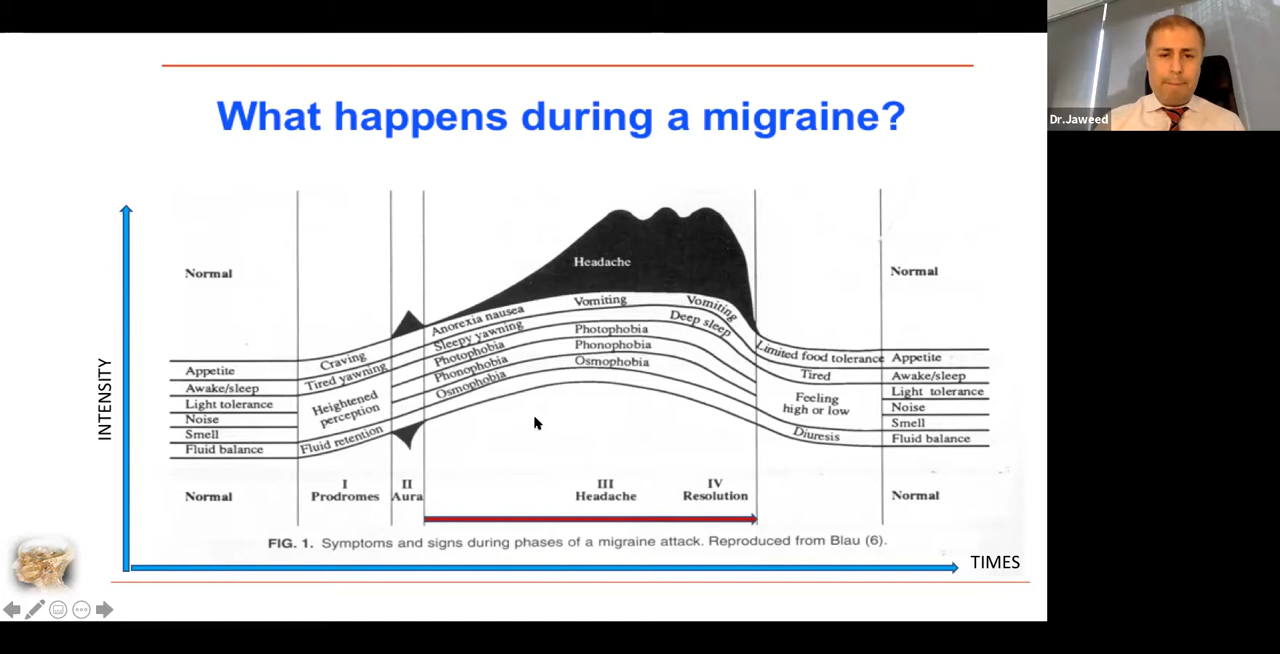 What happens during a migraine?
Dr.Jaweed
INTENSITY
Normal
Headache
Normal
Appetite
Awake/sleep
Light tolerance
Noise
Smell
Fluid balance
Craving
Tired yawning
Heightened
perception
Fluid retention
Anorexia nausea
Sleepy yawning
Photophobia
Phonophobia
Osmophobia
Vomiting
Photophobia
Phonophobia
Osmophobia
Vomiting
Deep sleep
Limited food tolerance
Tired
Feeling
high or low
Diuresis
Appetite
Awake/sleep
Light tolerance
Noise
Smell
Fluid balance
Normal
I
Prodromes
II
Aura
III
Headache
IV
Resolution
Normal
FIG. 1. Symptoms and signs during phases of a migraine attack. Reproduced from Blau (6).
TIMES